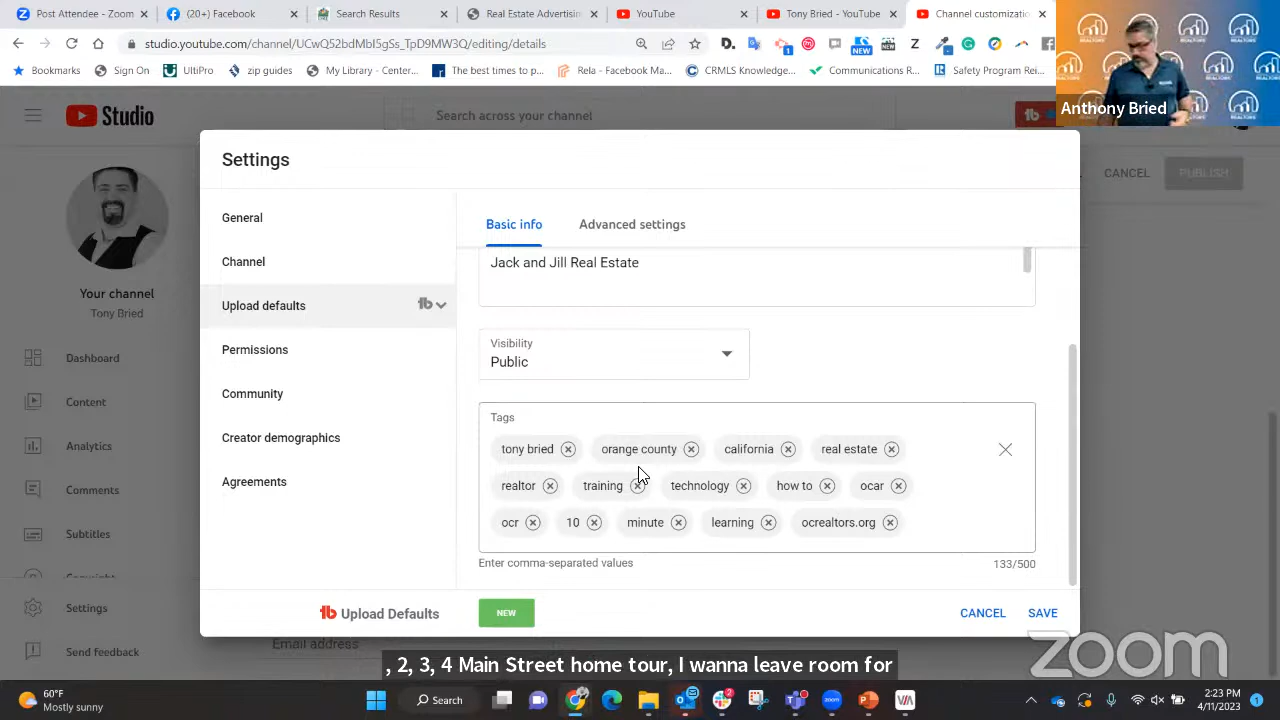 Post Attendee - Zoom
(20+) Facebook
Search Results
Real Estate Advertising
YouTube
Tony Bried - YouTube
Channel customization
studio.youtube.com/channel/
Bookmarks
Sign On
UltiPro
zip guides
My Listing Center...
The best times to p...
Rela - Facebook Ma...
CRMLS Knowledge...
Communications R...
Safety Program Rei...
Anthony Bried
Studio
Search across your channel
CANCEL
PUBLISH
Your channel
Tony Bried
Dashboard
Content
Analytics
Comments
Subtitles
Copyright
Settings
Send feedback
Settings
General
Channel
Upload defaults
Permissions
Community
Creator demographics
Agreements
Basic info
Advanced settings
Jack and Jill Real Estate
Visibility
Public
Tags
tony bried
orange county
california
real estate
realtor
training
technology
how to
ocar
ocr
10
minute
learning
ocrealtors.org
Enter comma-separated values
133/500
tb Upload Defaults
NEW
CANCEL
SAVE
Email address
, 2, 3, 4 Main Street home tour, I wanna leave room for
zoom
60°F
Mostly sunny
Search
2:23 PM
4/11/2023